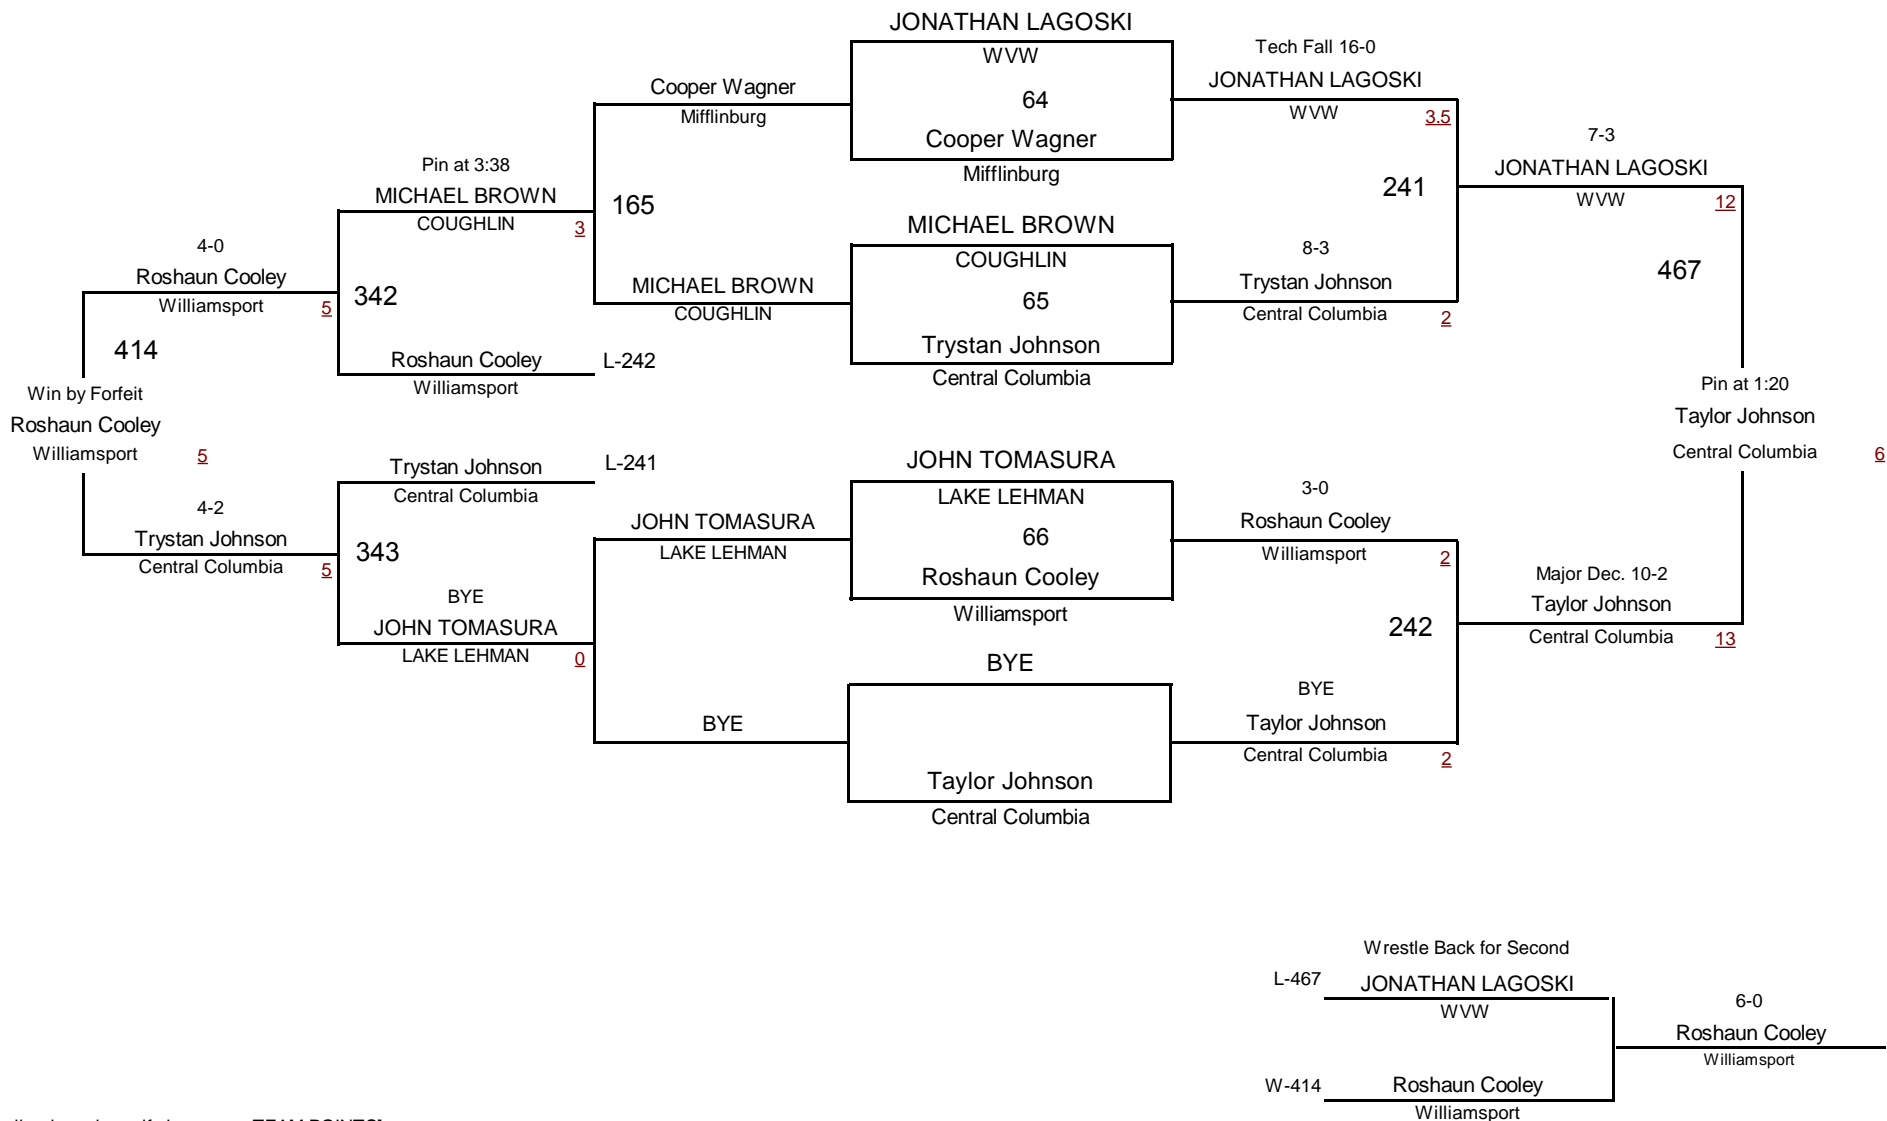 JONATHAN LAGOSKI
WVW
64
Cooper Wagner
Mifflinburg
Tech Fall 16-0
JONATHAN LAGOSKI
WVW
3.5
Cooper Wagner
Mifflinburg
7-3
JONATHAN LAGOSKI
WVW
12
Pin at 3:38
MICHAEL BROWN
COUGHLIN
3
165
241
MICHAEL BROWN
COUGHLIN
65
Trystan Johnson
Central Columbia
8-3
Trystan Johnson
Central Columbia
2
467
4-0
Roshaun Cooley
Williamsport
5
342
MICHAEL BROWN
COUGHLIN
414
Roshaun Cooley
Williamsport
L-242
Win by Forfeit
Roshaun Cooley
Williamsport
5
Pin at 1:20
Taylor Johnson
Central Columbia
6
Trystan Johnson
Central Columbia
L-241
JOHN TOMASURA
LAKE LEHMAN
66
Roshaun Cooley
Williamsport
3-0
Roshaun Cooley
Williamsport
2
4-2
Trystan Johnson
Central Columbia
5
343
JOHN TOMASURA
LAKE LEHMAN
BYE
JOHN TOMASURA
LAKE LEHMAN
0
242
Major Dec. 10-2
Taylor Johnson
Central Columbia
13
BYE
Taylor Johnson
Central Columbia
BYE
BYE
Taylor Johnson
Central Columbia
2
Wrestle Back for Second
L-467
JONATHAN LAGOSKI
WVW
6-0
Roshaun Cooley
Williamsport
W-414
Roshaun Cooley
Williamsport